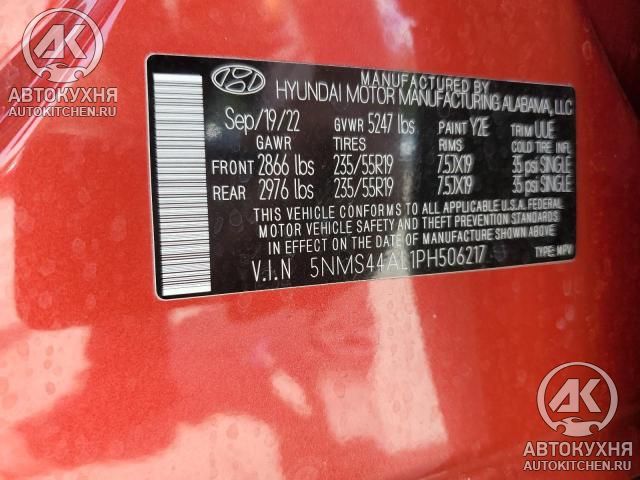 АК
АВТОКУХНЯ
AUTOKITCHEN.RU
MANUFACTURED BY
HYUNDAI MOTOR MANUFACTURING ALABAMA, LLC
Sep/19/22 GVWR 5247 lbs PAINT Y2E TRIM UUE
GAWR TIRES RIMS COLD TIRE INFL.
FRONT 2866 lbs 235/55R19 7.5JX19 35 psi SINGLE
REAR 2976 lbs 235/55R19 7.5JX19 35 psi SINGLE
THIS VEHICLE CONFORMS TO ALL APPLICABLE U.S.A. FEDERAL
MOTOR VEHICLE SAFETY AND THEFT PREVENTION STANDARDS
IN EFFECT ON THE DATE OF MANUFACTURE SHOWN ABOVE.
V.I.N 5NMS44AL1PH506217 TYPE: MPV
АК
АВТОКУХНЯ
AUTOKITCHEN.RU